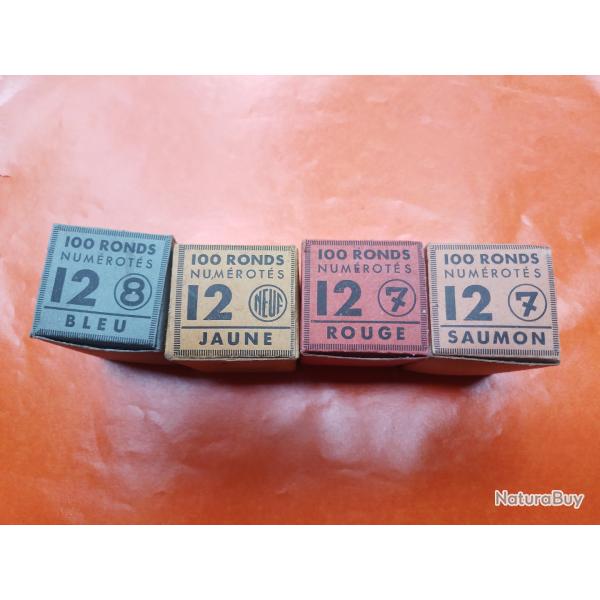 100 RONDS
NUMÉROTÉS
12 8
BLEU
100 RONDS
NUMÉROTÉS
12 NEUF
JAUNE
100 RONDS
NUMÉROTÉS
12 7
ROUGE
100 RONDS
NUMÉROTÉS
12 7
SAUMON
NaturaBuy